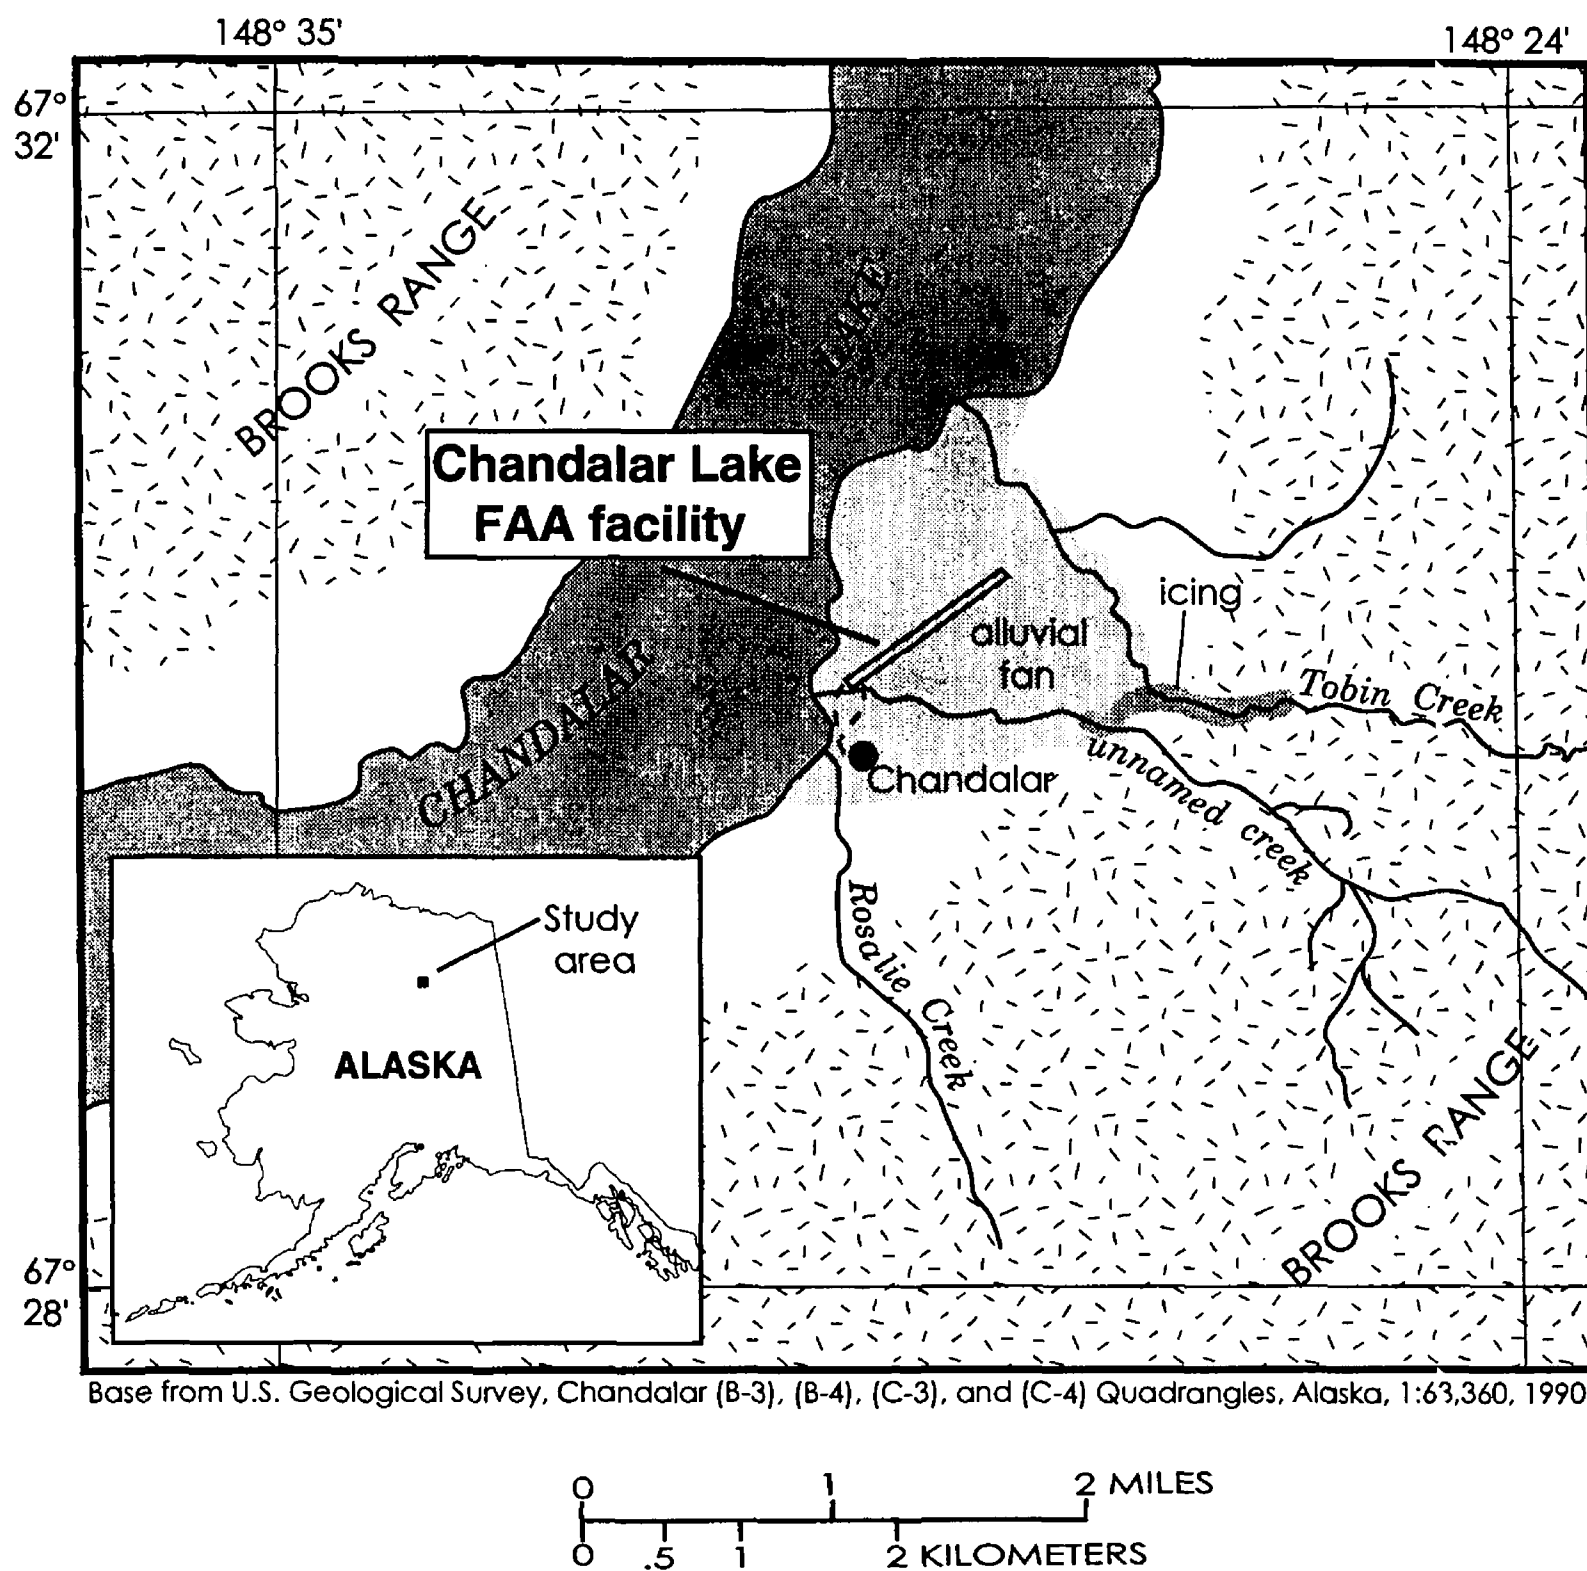 148° 35'
148° 24'
67°
32'
BROOKS RANGE
LAKE
Chandalar Lake
FAA facility
icing
alluvial
fan
Tobin Creek
CHANDALAR
unnamed creek
Chandalar
Rosalie Creek
Study
area
ALASKA
BROOKS RANGE
67°
28'
Base from U.S. Geological Survey, Chandalar (B-3), (B-4), (C-3), and (C-4) Quadrangles, Alaska, 1:63,360, 1990
0 1 2 MILES
0 .5 1 2 KILOMETERS